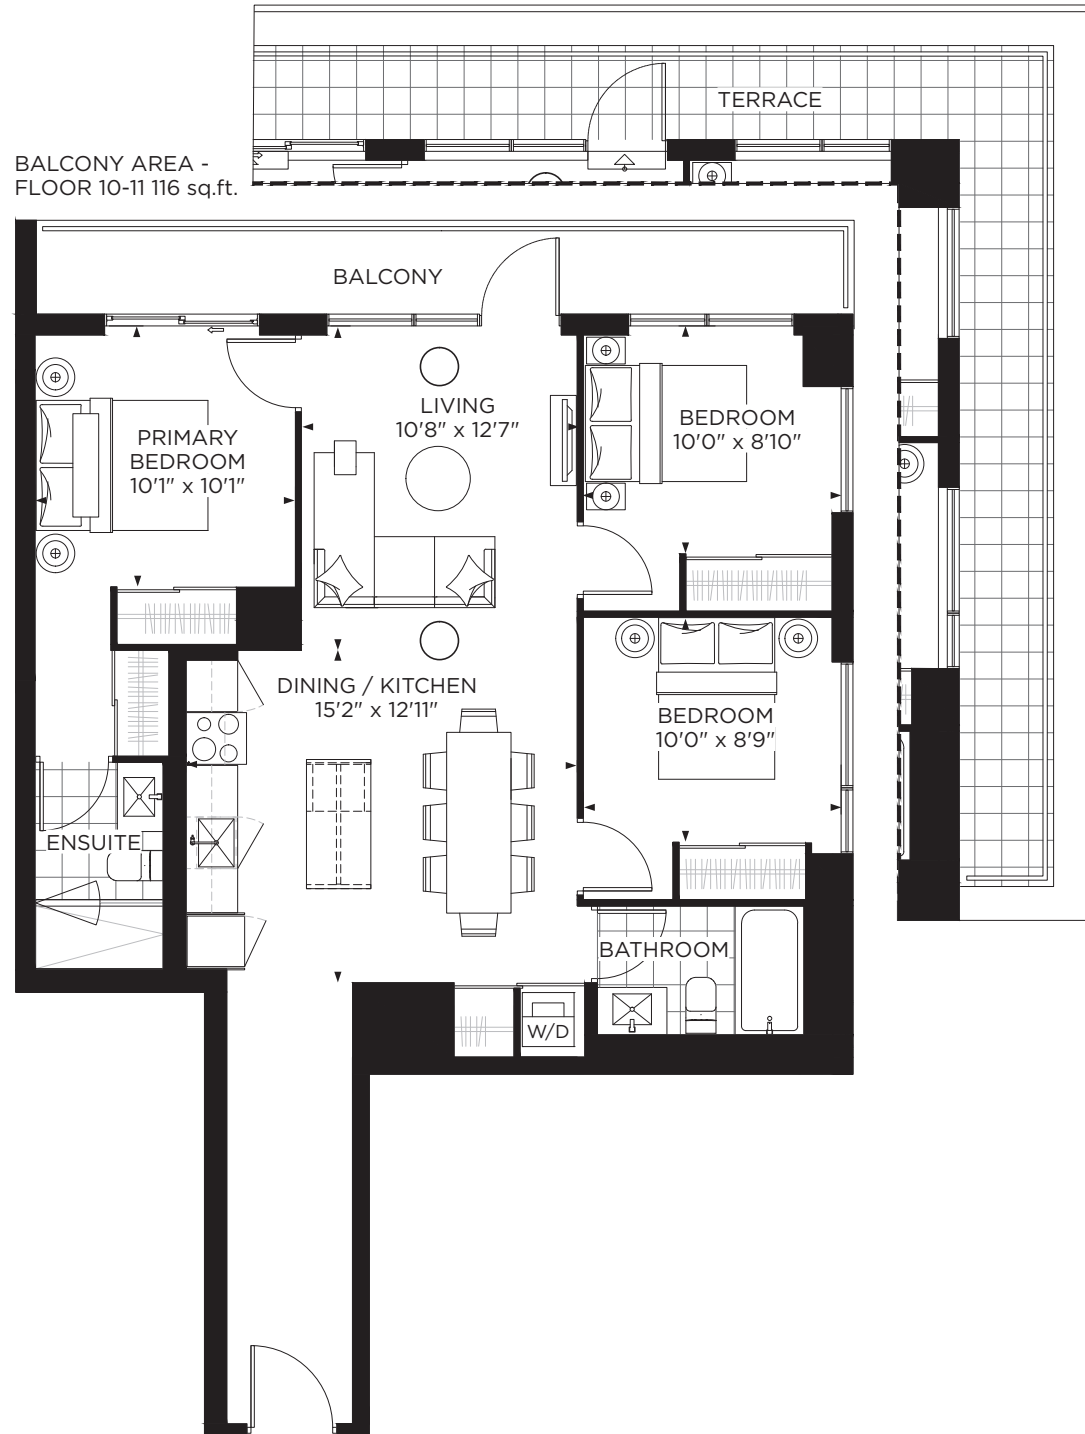 TERRACE
BALCONY AREA -
FLOOR 10-11 116 sq.ft.
BALCONY
LIVING
10'8" x 12'7"
PRIMARY
BEDROOM
10'1" x 10'1"
BEDROOM
10'0" x 8'10"
DINING / KITCHEN
15'2" x 12'11"
BEDROOM
10'0" x 8'9"
ENSUITE
BATHROOM
W/D